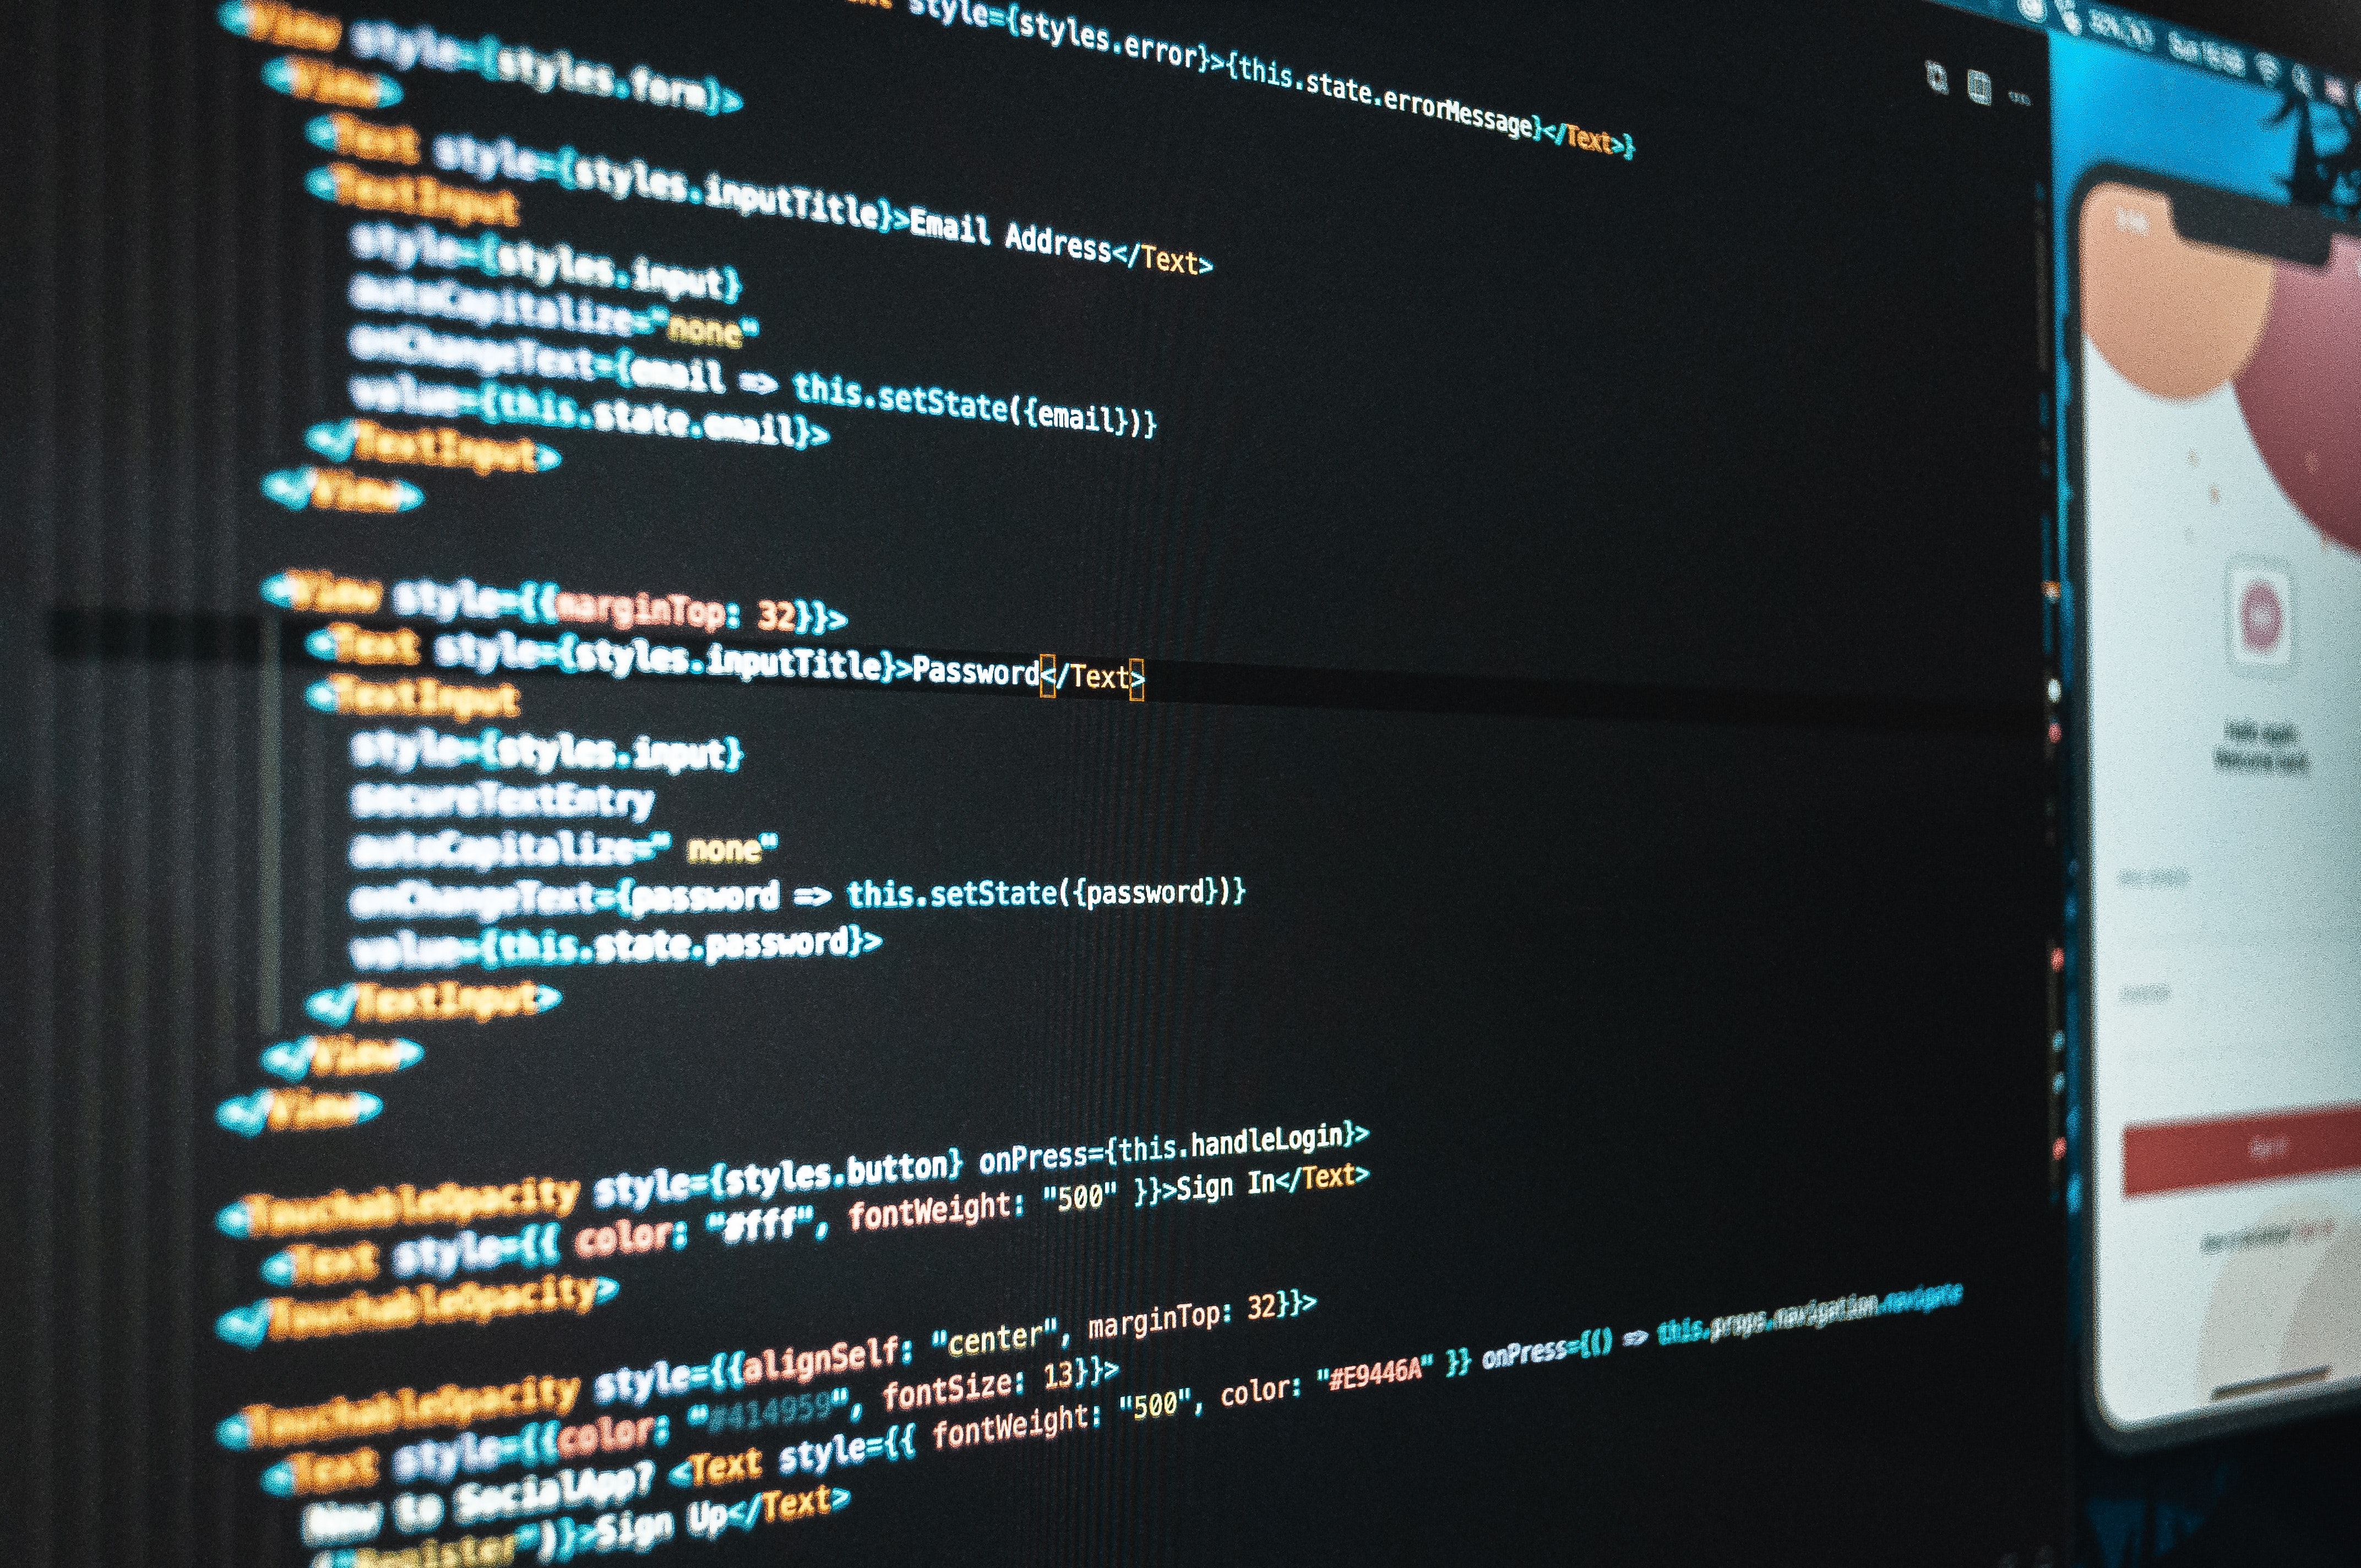 style={styles.error}>{this.state.errorMessage}</Text>}
<View style={styles.form}>
<View>
<Text style={styles.inputTitle}>Email Address</Text>
<TextInput
style={styles.input}
autoCapitalize="none"
onChangeText={email => this.setState({email})}
value={this.state.email}>
</TextInput>
</View>
<View style={{marginTop: 32}}>
<Text style={styles.inputTitle}>Password</Text>
<TextInput
style={styles.input}
secureTextEntry
autoCapitalize=" none"
onChangeText={password => this.setState({password})}
value={this.state.password}>
</TextInput>
</View>
</View>
<TouchableOpacity style={styles.button} onPress={this.handleLogin}>
<Text style={{ color: "#fff", fontWeight: "500" }}>Sign In</Text>
</TouchableOpacity>
<TouchableOpacity style={{alignSelf: "center", marginTop: 32}}>
<Text style={{color: "#414959", fontSize: 13}}>
New to SocialApp? <Text style={{ fontWeight: "500", color: "#E9446A" }} onPress={() => this.props.navigation.navigate
("Register")}>Sign Up</Text>